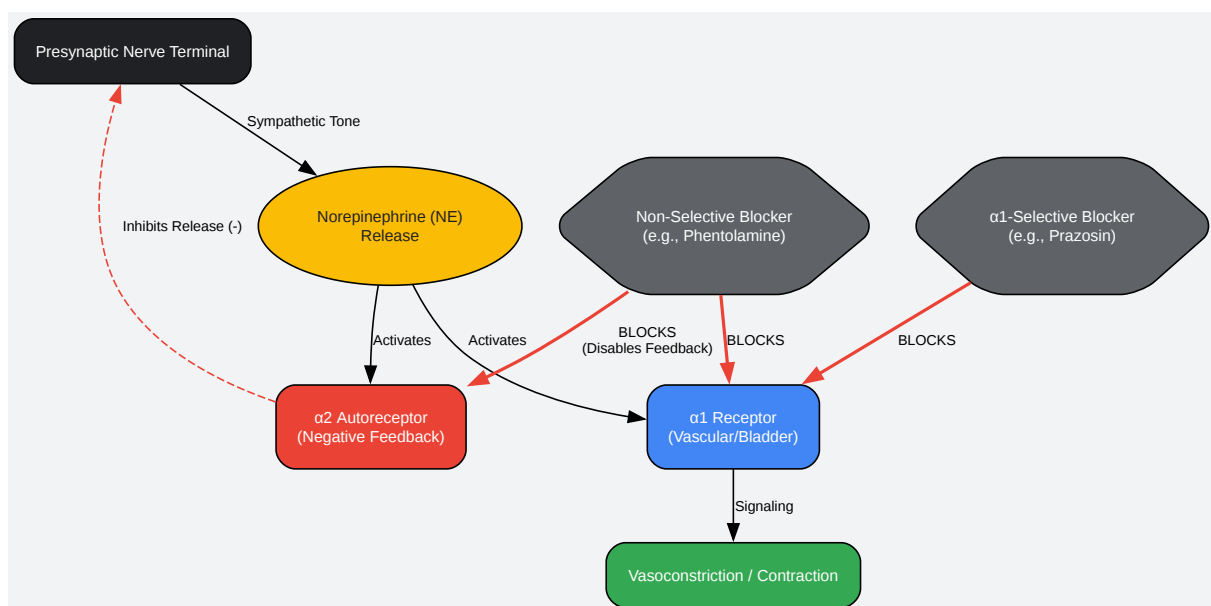 Presynaptic Nerve Terminal
Sympathetic Tone
Inhibits Release (-)
Norepinephrine (NE)
Release
Non-Selective Blocker
(e.g., Phentolamine)
α1-Selective Blocker
(e.g., Prazosin)
Activates
Activates
BLOCKS
(Disables Feedback)
BLOCKS
BLOCKS
α2 Autoreceptor
(Negative Feedback)
α1 Receptor
(Vascular/Bladder)
Signaling
Vasoconstriction / Contraction